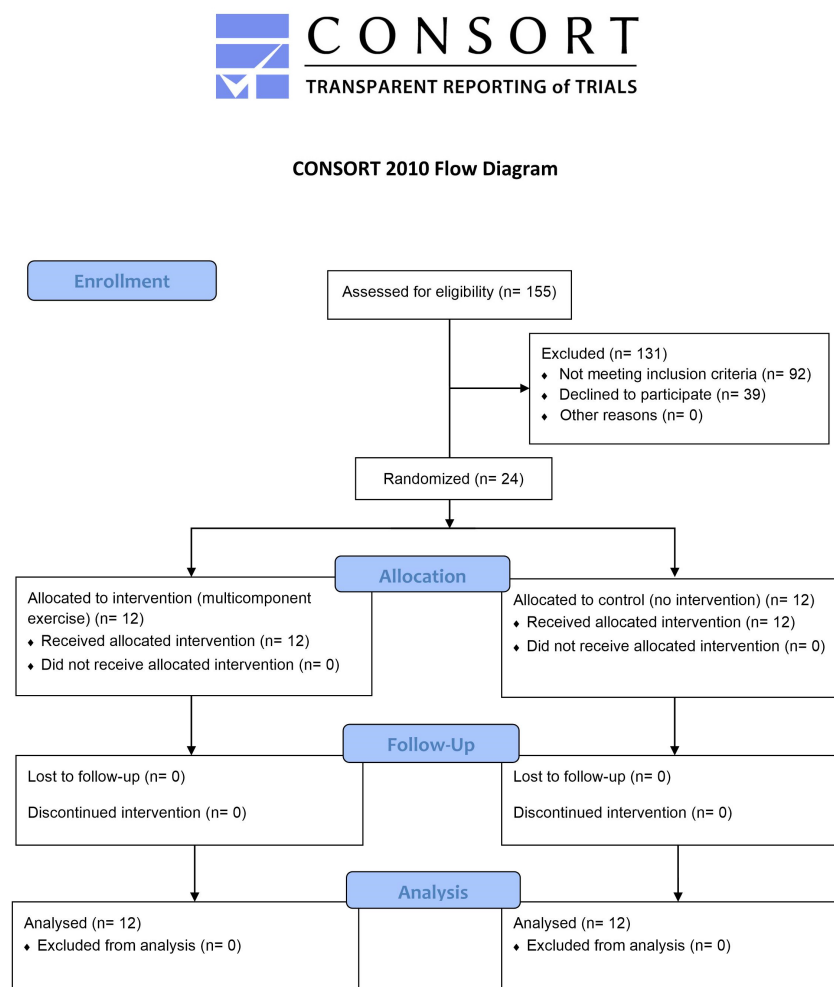 CONSORT
TRANSPARENT REPORTING of TRIALS
CONSORT 2010 Flow Diagram
Enrollment
Assessed for eligibility (n= 155)
Excluded (n= 131)
♦ Not meeting inclusion criteria (n= 92)
♦ Declined to participate (n= 39)
♦ Other reasons (n= 0)
Randomized (n= 24)
Allocation
Allocated to intervention (multicomponent
exercise) (n= 12)
♦ Received allocated intervention (n= 12)
♦ Did not receive allocated intervention (n= 0)
Allocated to control (no intervention) (n= 12)
♦ Received allocated intervention (n= 12)
♦ Did not receive allocated intervention (n= 0)
Follow-Up
Lost to follow-up (n= 0)
Discontinued intervention (n= 0)
Lost to follow-up (n= 0)
Discontinued intervention (n= 0)
Analysis
Analysed (n= 12)
♦ Excluded from analysis (n= 0)
Analysed (n= 12)
♦ Excluded from analysis (n= 0)